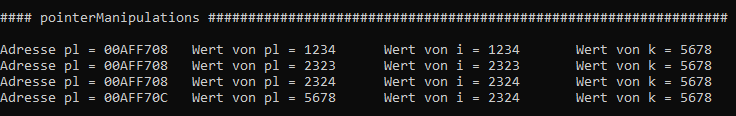 #### pointerManipulations ##################################################################
Adresse pl = 00AFF708   Wert von pl = 1234      Wert von i = 1234       Wert von k = 5678
Adresse pl = 00AFF708   Wert von pl = 2323      Wert von i = 2323       Wert von k = 5678
Adresse pl = 00AFF708   Wert von pl = 2324      Wert von i = 2324       Wert von k = 5678
Adresse pl = 00AFF70C   Wert von pl = 5678      Wert von i = 2324       Wert von k = 5678